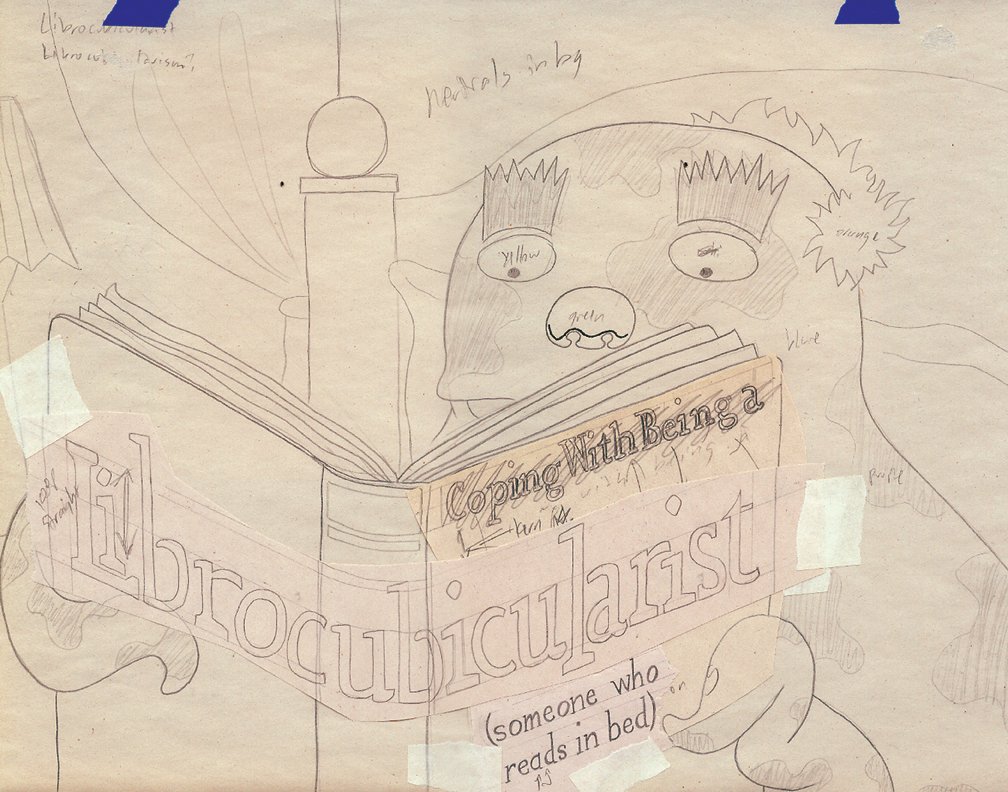 Librocubicularist
neutrals in bg
yellow
orange
green
blue
Coping With Being a
purple
Librocubicularist
(someone who
reads in bed)